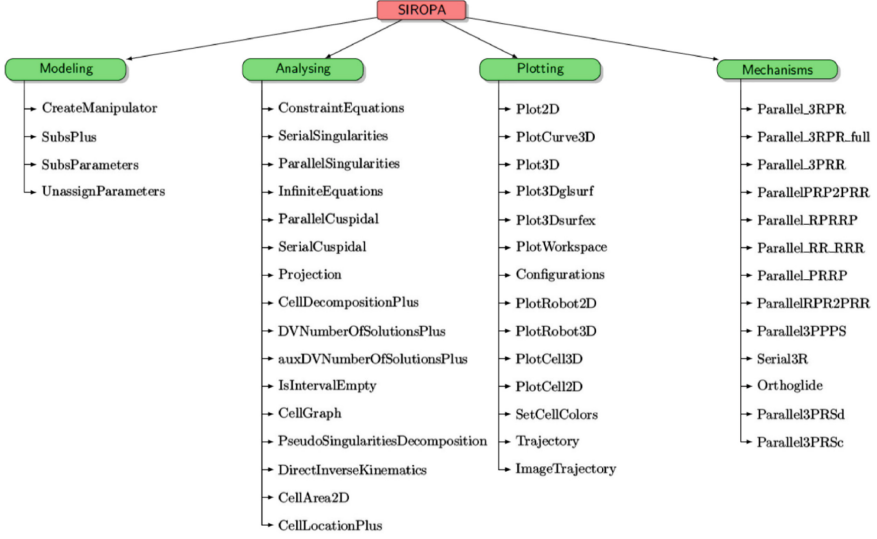 SIROPA
Modeling
CreateManipulator
SubsPlus
SubsParameters
UnassignParameters
Analysing
ConstraintEquations
SerialSingularities
ParallelSingularities
InfiniteEquations
ParallelCuspidal
SerialCuspidal
Projection
CellDecompositionPlus
DVNumberOfSolutionsPlus
auxDVNumberOfSolutionsPlus
IsIntervalEmpty
CellGraph
PseudoSingularitiesDecomposition
DirectInverseKinematics
CellArea2D
CellLocationPlus
Plotting
Plot2D
PlotCurve3D
Plot3D
Plot3Dglsurf
Plot3Dsurfex
PlotWorkspace
Configurations
PlotRobot2D
PlotRobot3D
PlotCell3D
PlotCell2D
SetCellColors
Trajectory
ImageTrajectory
Mechanisms
Parallel_3RPR
Parallel_3RPR_full
Parallel_3PRR
ParallelPRP2PRR
Parallel_RPRRP
Parallel_RR_RRR
Parallel_PRRP
ParallelRPR2PRR
Parallel3PPPS
Serial3R
Orthoglide
Parallel3PRSd
Parallel3PRSc